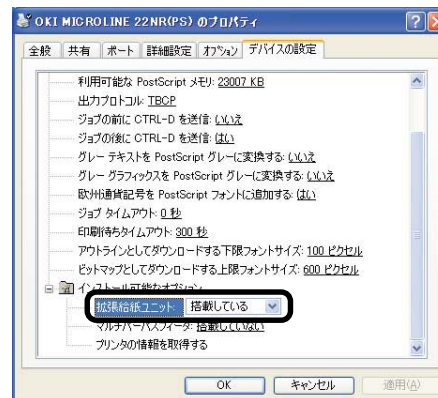 OKI MICROLINE 22NR(PS) のプロパティ
全般 共有 ポート 詳細設定 オプション デバイスの設定
利用可能な PostScript メモリ: 23007 KB
出力プロトコル: TBCP
ジョブの前に CTRL-D を送信: いいえ
ジョブの後に CTRL-D を送信: はい
グレー テキストを PostScript グレーに変換する: いいえ
グレー グラフィックスを PostScript グレーに変換する: いいえ
欧州通貨記号を PostScript フォントに追加する: はい
ジョブ タイムアウト: 0 秒
印刷待ちタイムアウト: 300 秒
アウトラインとしてダウンロードする下限フォントサイズ: 100 ピクセル
ビットマップとしてダウンロードする上限フォントサイズ: 600 ピクセル
インストール可能なオプション
拡張給紙ユニット: 搭載している
マルチパーパスフィーダ: 搭載していない
プリンタの情報を取得する
OK キャンセル 適用(A)